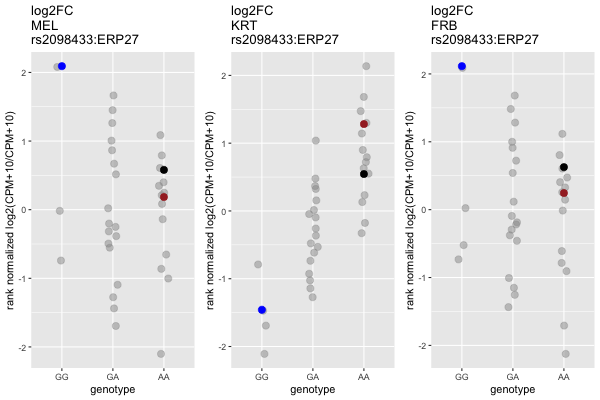 log2FC
MEL
rs2098433:ERP27
rank normalized log2(CPM+10/CPM+10)
2
1
0
-1
-2
GG
GA
AA
genotype
log2FC
KRT
rs2098433:ERP27
rank normalized log2(CPM+10/CPM+10)
2
1
0
-1
-2
GG
GA
AA
genotype
log2FC
FRB
rs2098433:ERP27
rank normalized log2(CPM+10/CPM+10)
2
1
0
-1
-2
GG
GA
AA
genotype